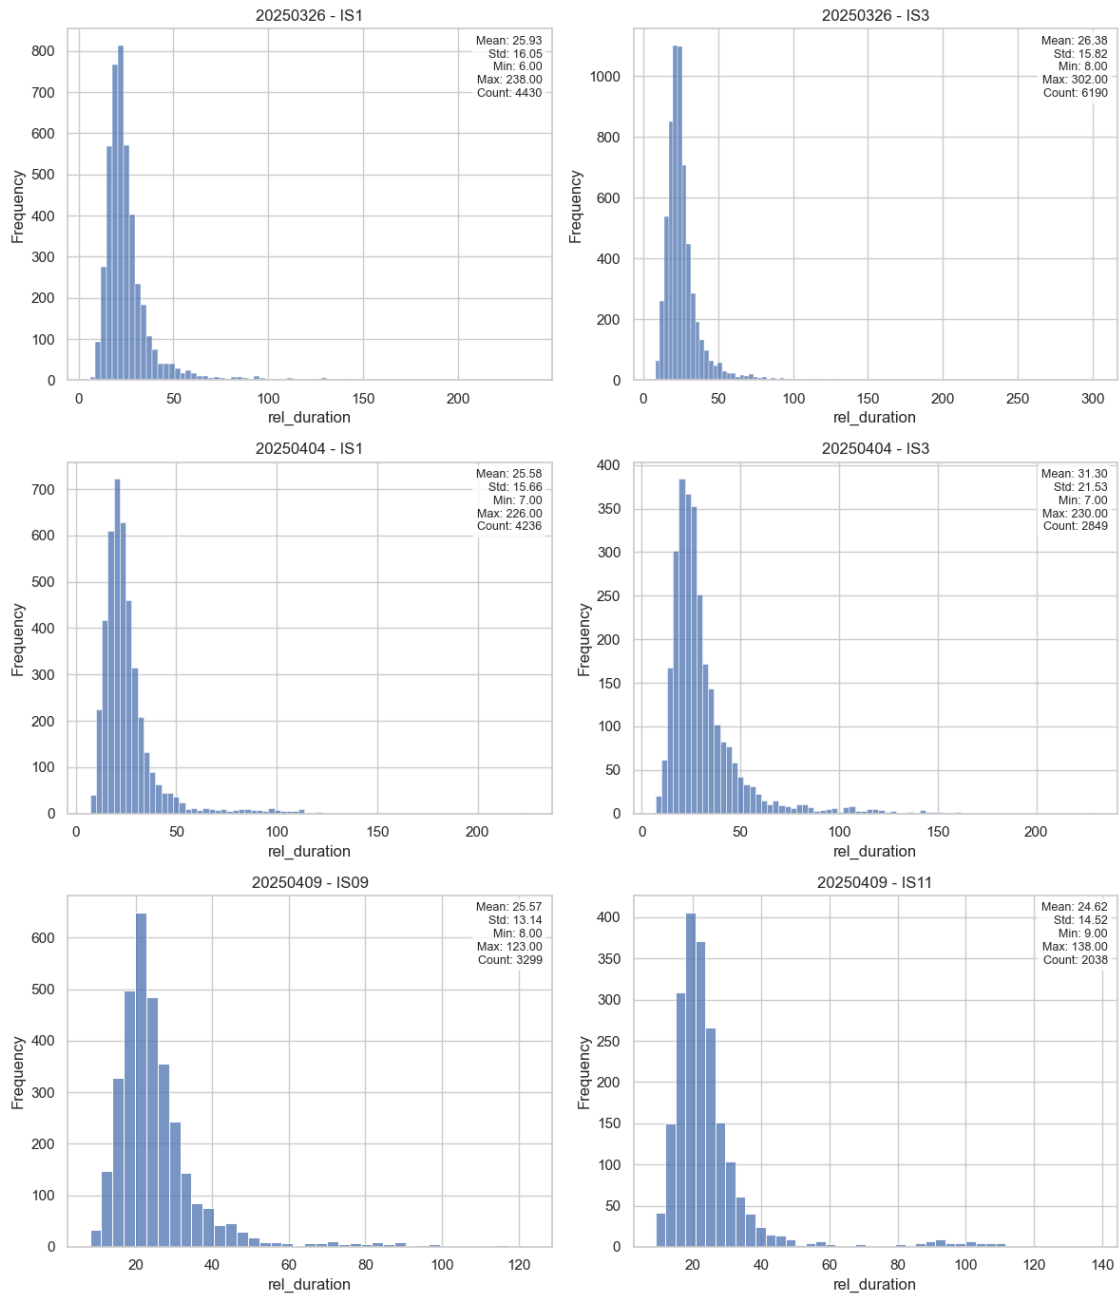 20250326 - IS1
Mean: 25.93
Std: 16.05
Min: 6.00
Max: 238.00
Count: 4430
800
700
600
500
400
300
200
100
0
Frequency
0 50 100 150 200
rel_duration
20250326 - IS3
Mean: 26.38
Std: 15.82
Min: 8.00
Max: 302.00
Count: 6190
1000
800
600
400
200
0
Frequency
0 50 100 150 200 250 300
rel_duration
20250404 - IS1
Mean: 25.58
Std: 15.66
Min: 7.00
Max: 226.00
Count: 4236
700
600
500
400
300
200
100
0
Frequency
0 50 100 150 200
rel_duration
20250404 - IS3
Mean: 31.30
Std: 21.53
Min: 7.00
Max: 230.00
Count: 2849
400
350
300
250
200
150
100
50
0
Frequency
0 50 100 150 200
rel_duration
20250409 - IS09
Mean: 25.57
Std: 13.14
Min: 8.00
Max: 123.00
Count: 3299
600
500
400
300
200
100
0
Frequency
20 40 60 80 100 120
rel_duration
20250409 - IS11
Mean: 24.62
Std: 14.52
Min: 9.00
Max: 138.00
Count: 2038
400
350
300
250
200
150
100
50
0
Frequency
20 40 60 80 100 120 140
rel_duration